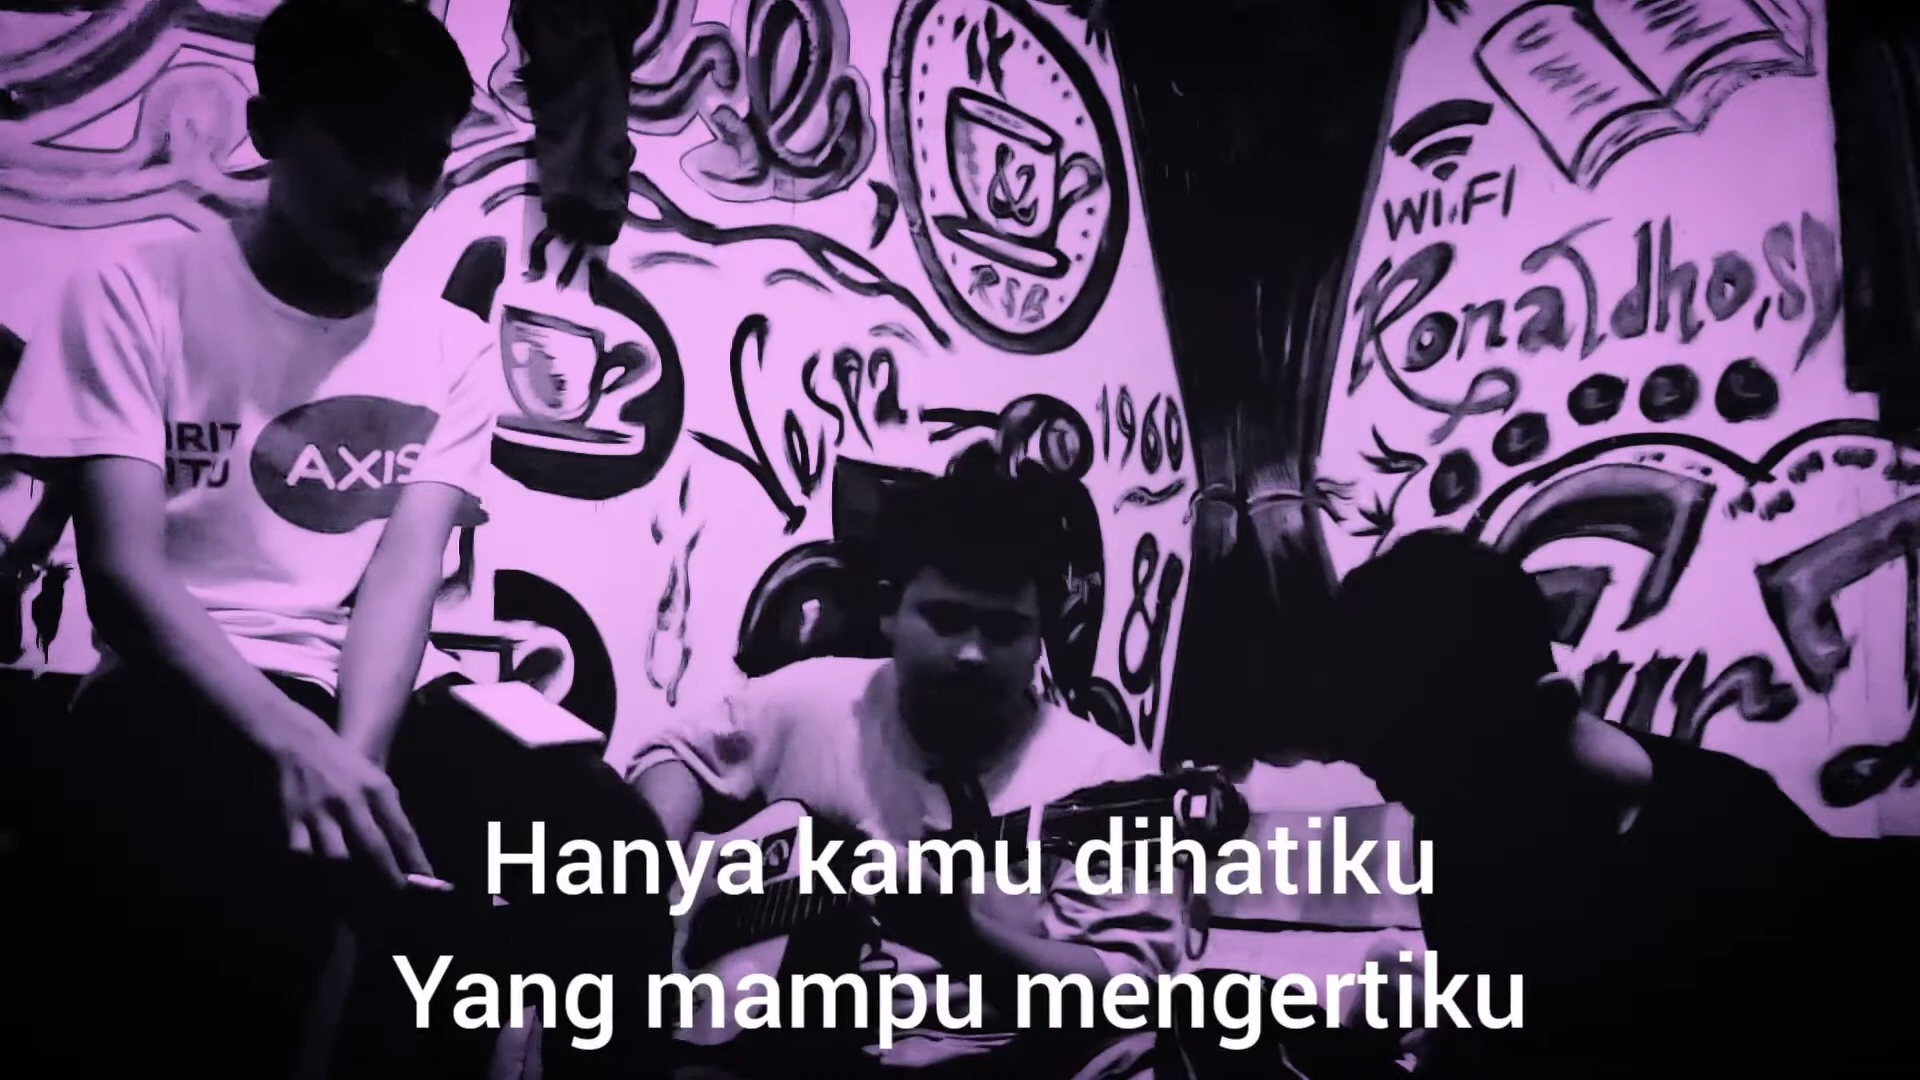 &
RSB
WI.FI
Ronaldho,s
Vespa
1960
AXIS
Hanya kamu dihatiku
Yang mampu mengertiku